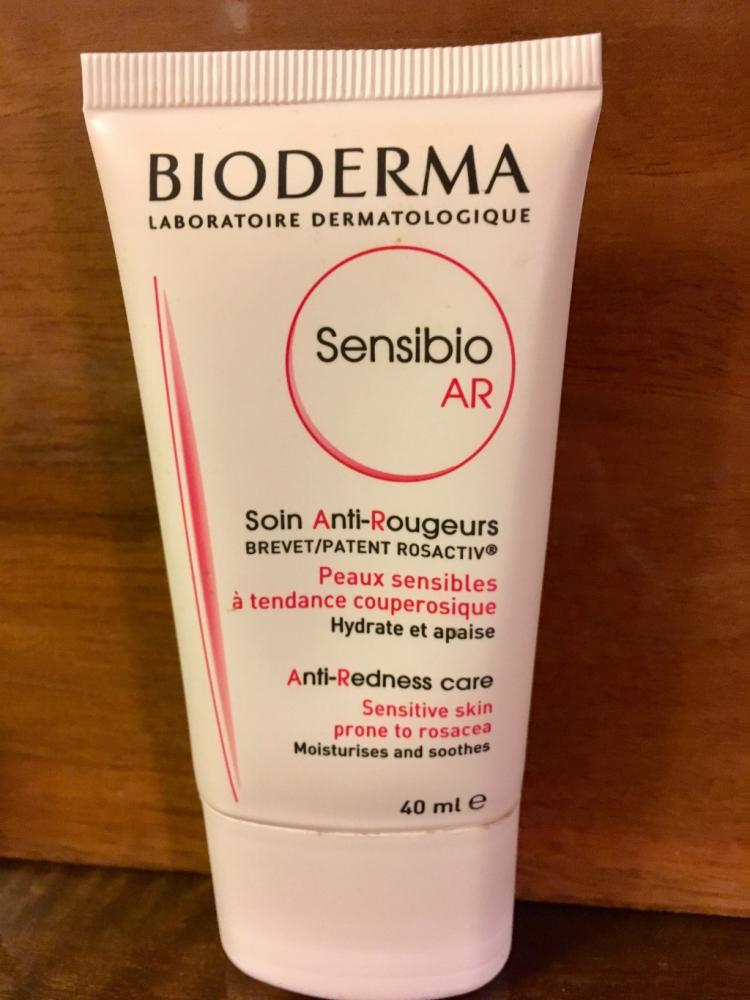 BIODERMA
LABORATOIRE DERMATOLOGIQUE
Sensibio
AR
Soin Anti-Rougeurs
BREVET/PATENT ROSACTIV®
Peaux sensibles
à tendance couperosique
Hydrate et apaise
Anti-Redness care
Sensitive skin
prone to rosacea
Moisturises and soothes
40 ml ℮